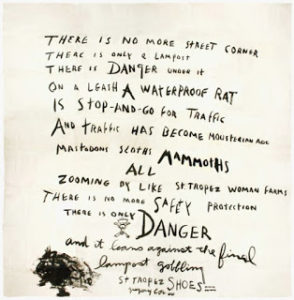 THERE IS NO MORE STREET CORNER
THERE IS ONLY A LAMPOST
THERE IS DANGER UNDER it
ON A LEASH A WATERPROOF RAT
IS STOP-AND-GO FOR TRAFFIC
AND tRAFFIC HAS BECOME MOUSTERIAN AGE
MASTODONS SLOTHS MAMMOTHS
ALL
ZOOMING BY LIKE ST TROPEZ WOMAN FARMS
THERE IS NO MORE SAFETY PROTECTION
THERE IS ONLY DANGER
and it leans against the final
lampost gobbling
ST TROPEZ SHOES